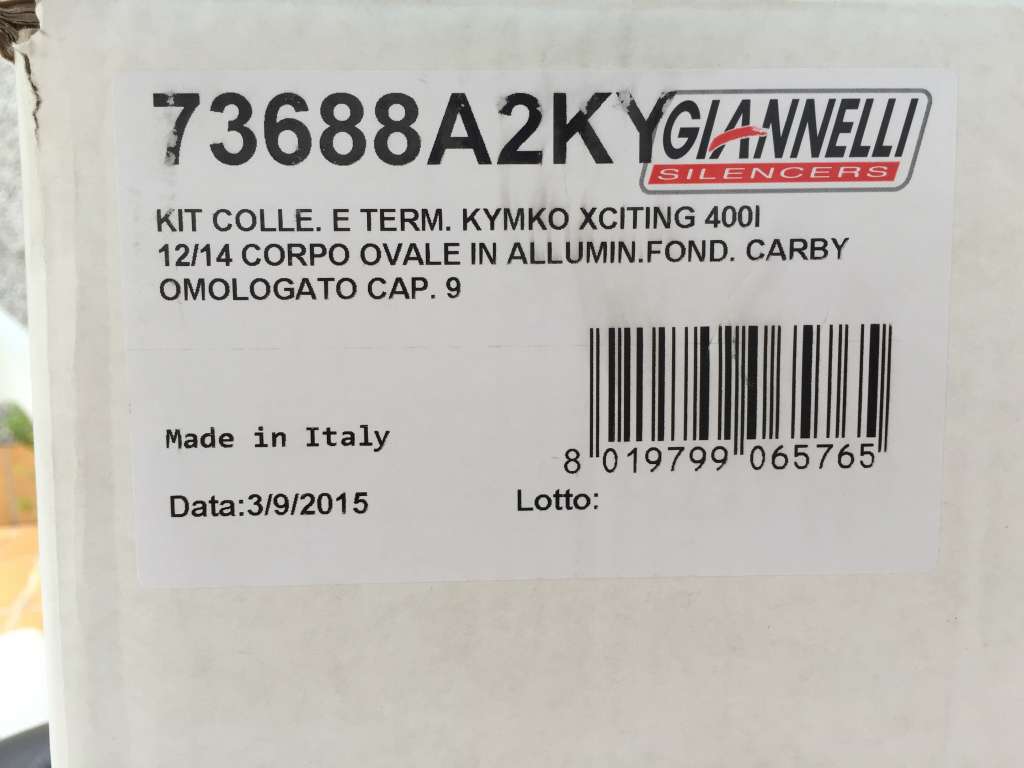 73688A2KY
GIANNELLI
SILENCERS
KIT COLLE. E TERM. KYMKO XCITING 400I
12/14 CORPO OVALE IN ALLUMIN.FOND. CARBY
OMOLOGATO CAP. 9
Made in Italy
8 019799 065765
Data:3/9/2015
Lotto: